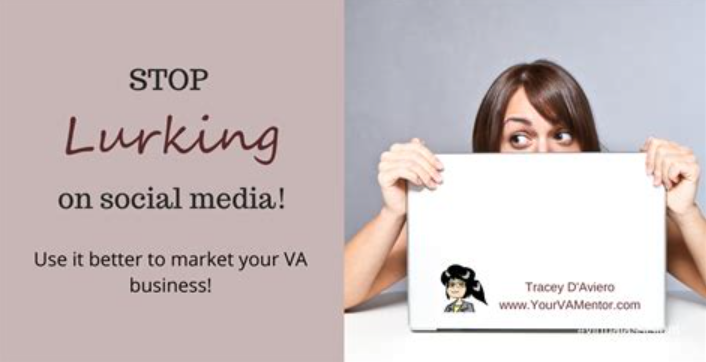 STOP
Lurking
on social media!
Use it better to market your VA
business!
Tracey D'Aviero
www.YourVAMentor.com